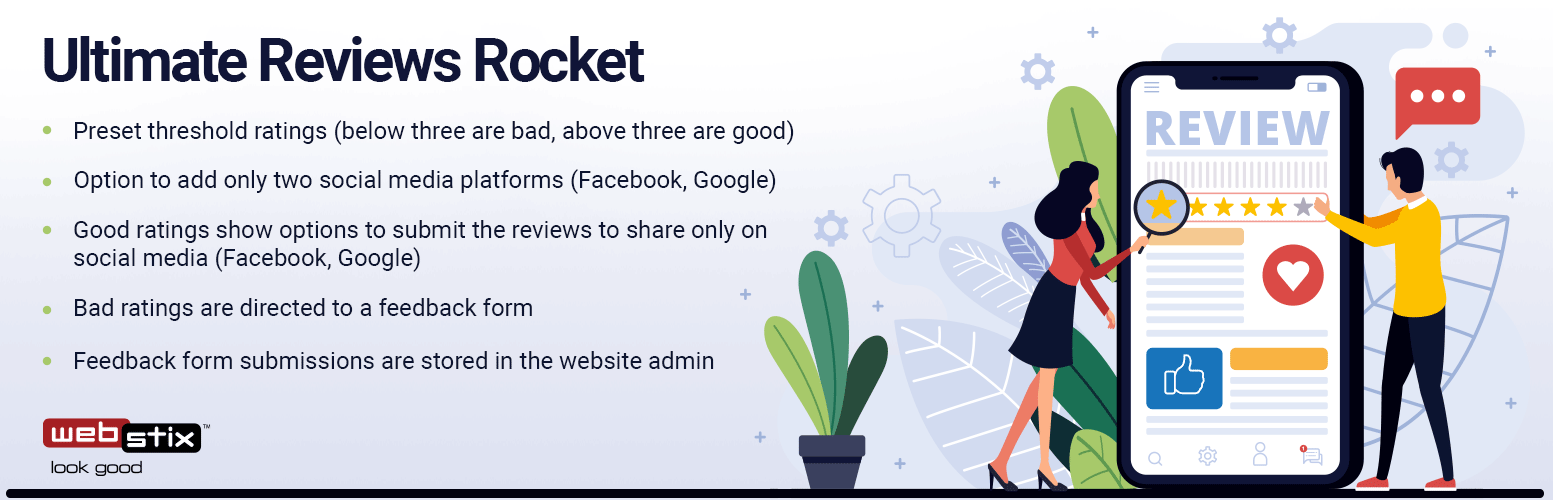 Ultimate Reviews Rocket
Preset threshold ratings (below three are bad, above three are good)
Option to add only two social media platforms (Facebook, Google)
Good ratings show options to submit the reviews to share only on
social media (Facebook, Google)
Bad ratings are directed to a feedback form
Feedback form submissions are stored in the website admin
webstix™
look good
REVIEW